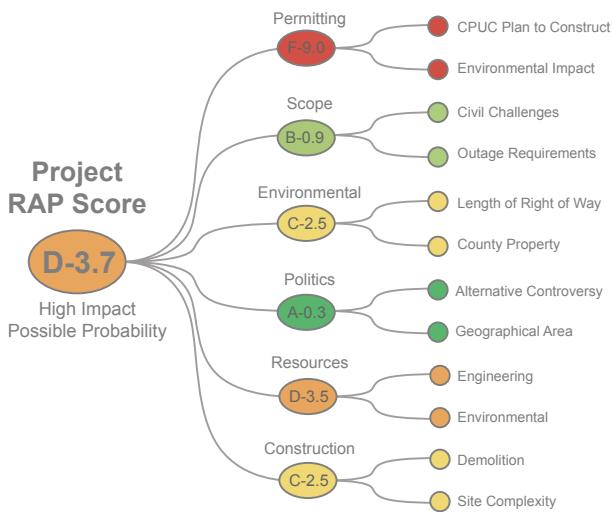 Project
RAP Score
D-3.7
High Impact
Possible Probability
Permitting
F-9.0
CPUC Plan to Construct
Environmental Impact
Scope
B-0.9
Civil Challenges
Outage Requirements
Environmental
C-2.5
Length of Right of Way
County Property
Politics
A-0.3
Alternative Controversy
Geographical Area
Resources
D-3.5
Engineering
Environmental
Construction
C-2.5
Demolition
Site Complexity